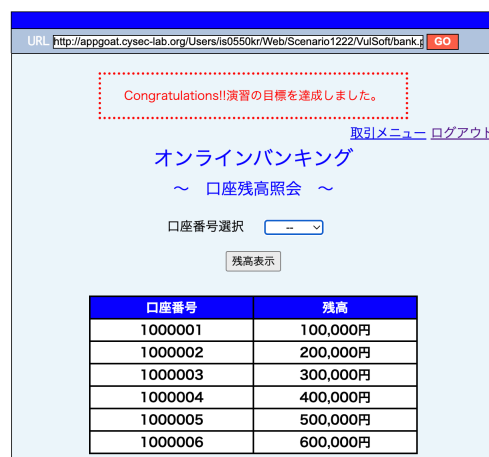 URL http://appgoat.cysec-lab.org/Users/is0550kr/Web/Scenario1222/VulSoft/bank.p GO
Congratulations!!演習の目標を達成しました。
取引メニュー ログアウト
オンラインバンキング
～ 口座残高照会 ～
口座番号選択 --
残高表示
口座番号 残高
1000001 100,000円
1000002 200,000円
1000003 300,000円
1000004 400,000円
1000005 500,000円
1000006 600,000円